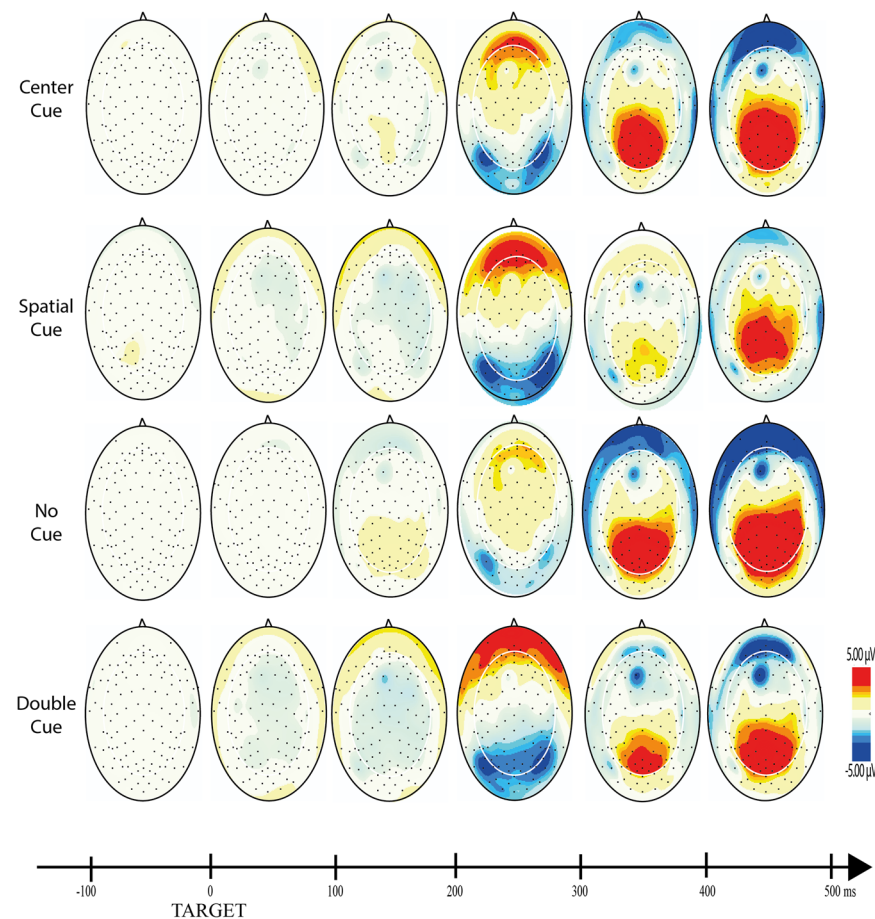 Center
Cue
Spatial
Cue
No
Cue
Double
Cue
5.00 µV
-5.00 µV
-100
0
100
200
300
400
500 ms
TARGET